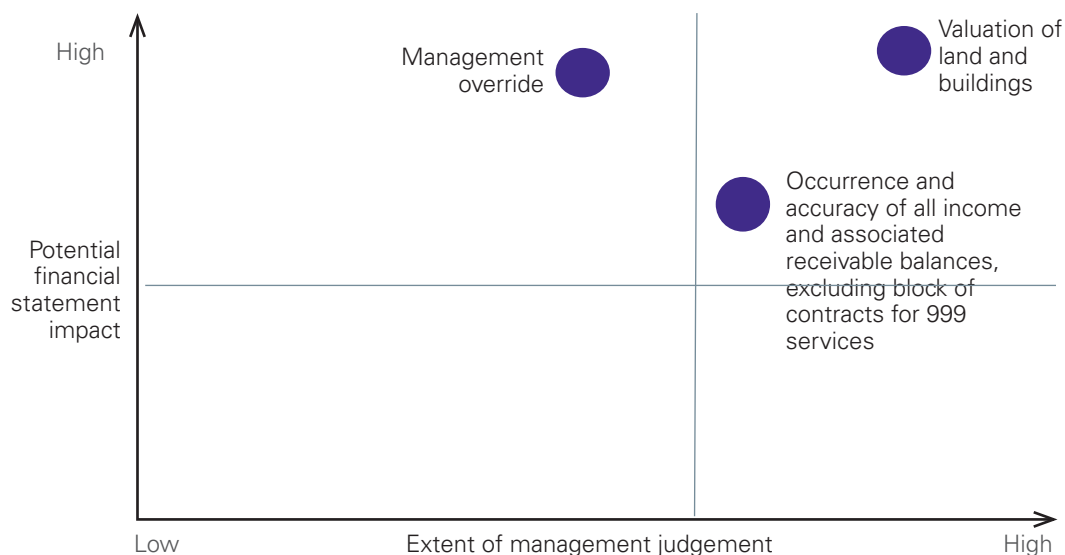 High
Management
override
Valuation of
land and
buildings
Occurrence and
accuracy of all income
and associated
receivable balances,
excluding block of
contracts for 999
services
Potential
financial
statement
impact
Low
Extent of management judgement
High